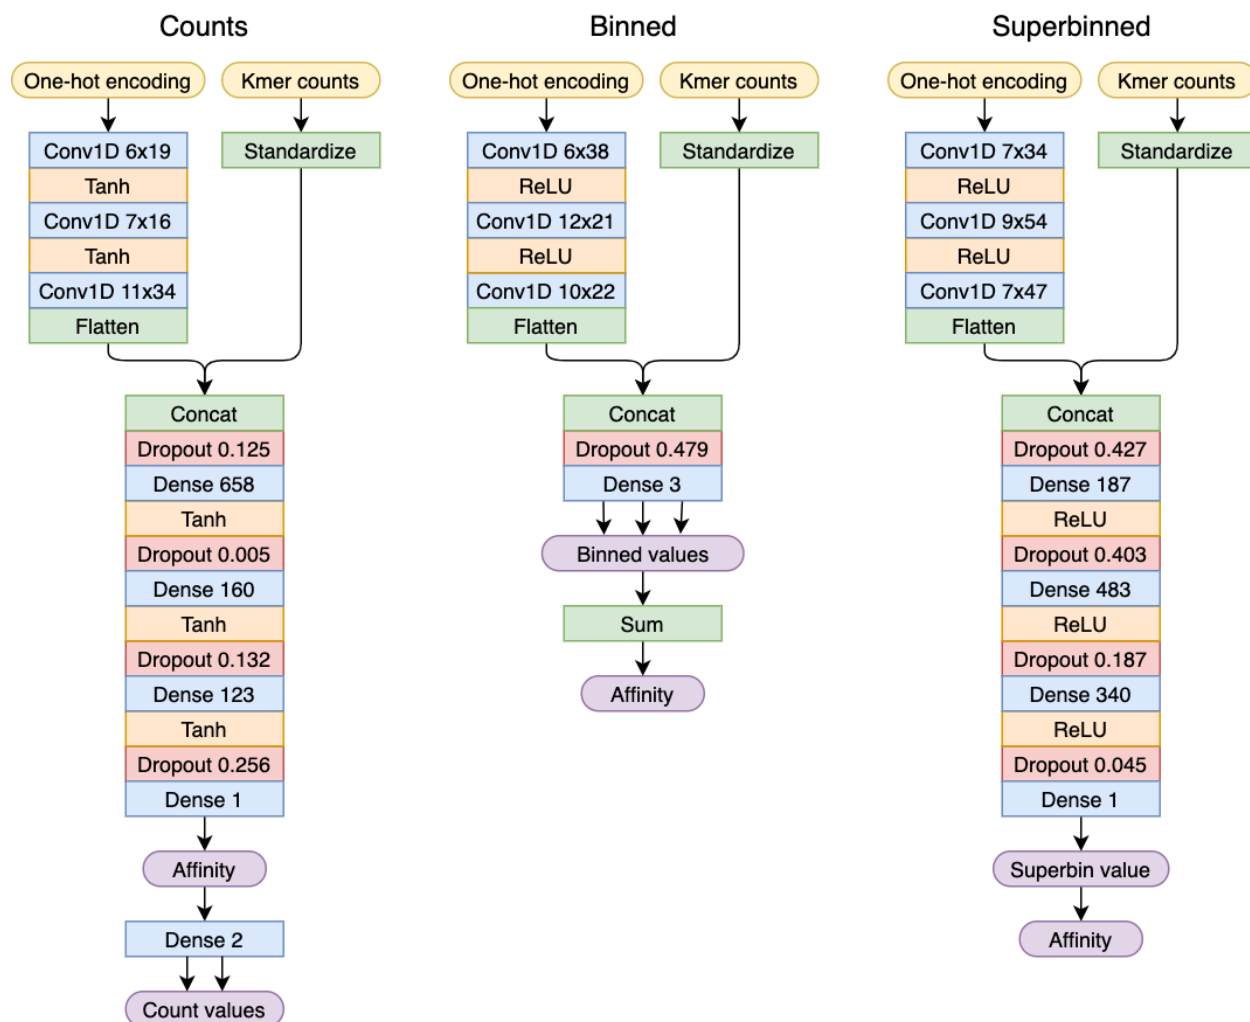 Counts
One-hot encoding
Kmer counts
Conv1D 6x19
Standardize
Tanh
Conv1D 7x16
Tanh
Conv1D 11x34
Flatten
Concat
Dropout 0.125
Dense 658
Tanh
Dropout 0.005
Dense 160
Tanh
Dropout 0.132
Dense 123
Tanh
Dropout 0.256
Dense 1
Affinity
Dense 2
Count values
Binned
One-hot encoding
Kmer counts
Conv1D 6x38
Standardize
ReLU
Conv1D 12x21
ReLU
Conv1D 10x22
Flatten
Concat
Dropout 0.479
Dense 3
Binned values
Sum
Affinity
Superbinned
One-hot encoding
Kmer counts
Conv1D 7x34
Standardize
ReLU
Conv1D 9x54
ReLU
Conv1D 7x47
Flatten
Concat
Dropout 0.427
Dense 187
ReLU
Dropout 0.403
Dense 483
ReLU
Dropout 0.187
Dense 340
ReLU
Dropout 0.045
Dense 1
Superbin value
Affinity